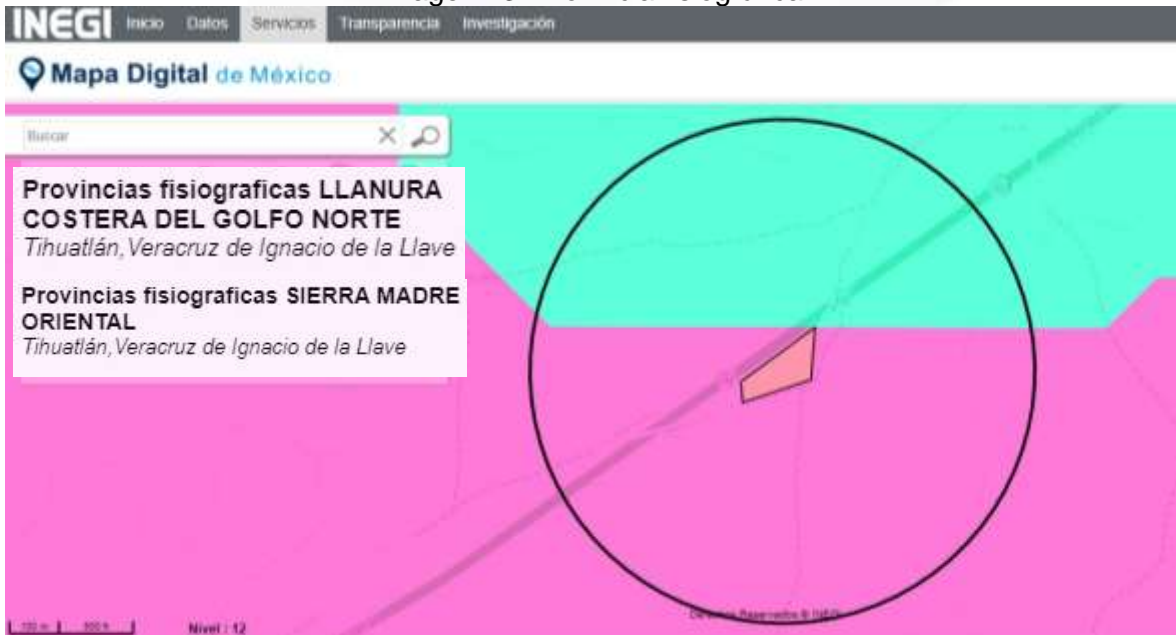 INEGI Inicio Datos Servicios Transparencia Investigación
Mapa Digital de México
Buscar
Provincias fisiograficas LLANURA
COSTERA DEL GOLFO NORTE
Tihuatlán, Veracruz de Ignacio de la Llave
Provincias fisiograficas SIERRA MADRE
ORIENTAL
Tihuatlán, Veracruz de Ignacio de la Llave
Nivel : 12